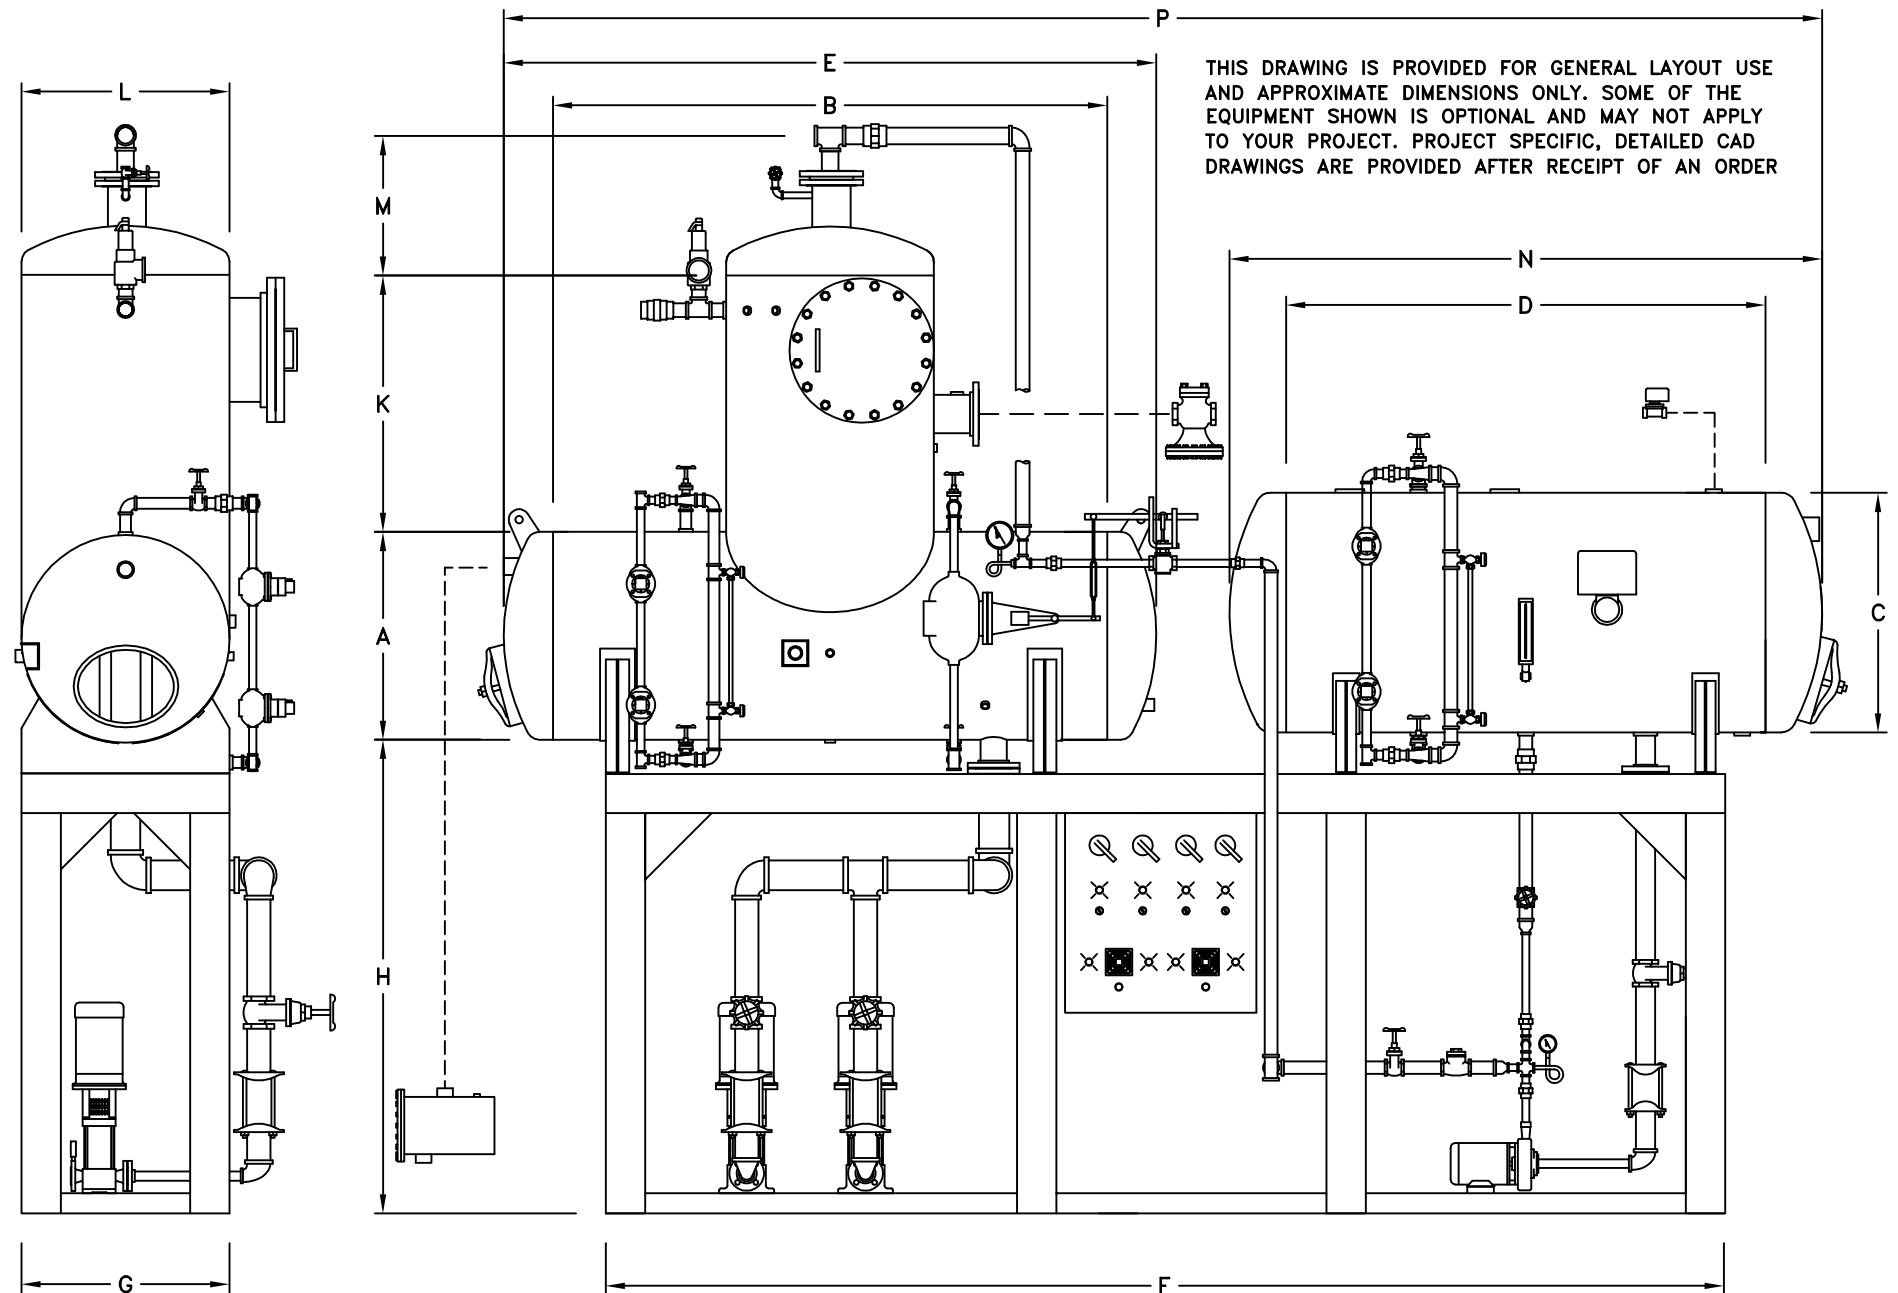 P
E
L
B
THIS DRAWING IS PROVIDED FOR GENERAL LAYOUT USE
AND APPROXIMATE DIMENSIONS ONLY. SOME OF THE
EQUIPMENT SHOWN IS OPTIONAL AND MAY NOT APPLY
TO YOUR PROJECT. PROJECT SPECIFIC, DETAILED CAD
DRAWINGS ARE PROVIDED AFTER RECEIPT OF AN ORDER
M
N
D
K
C
A
H
G
F